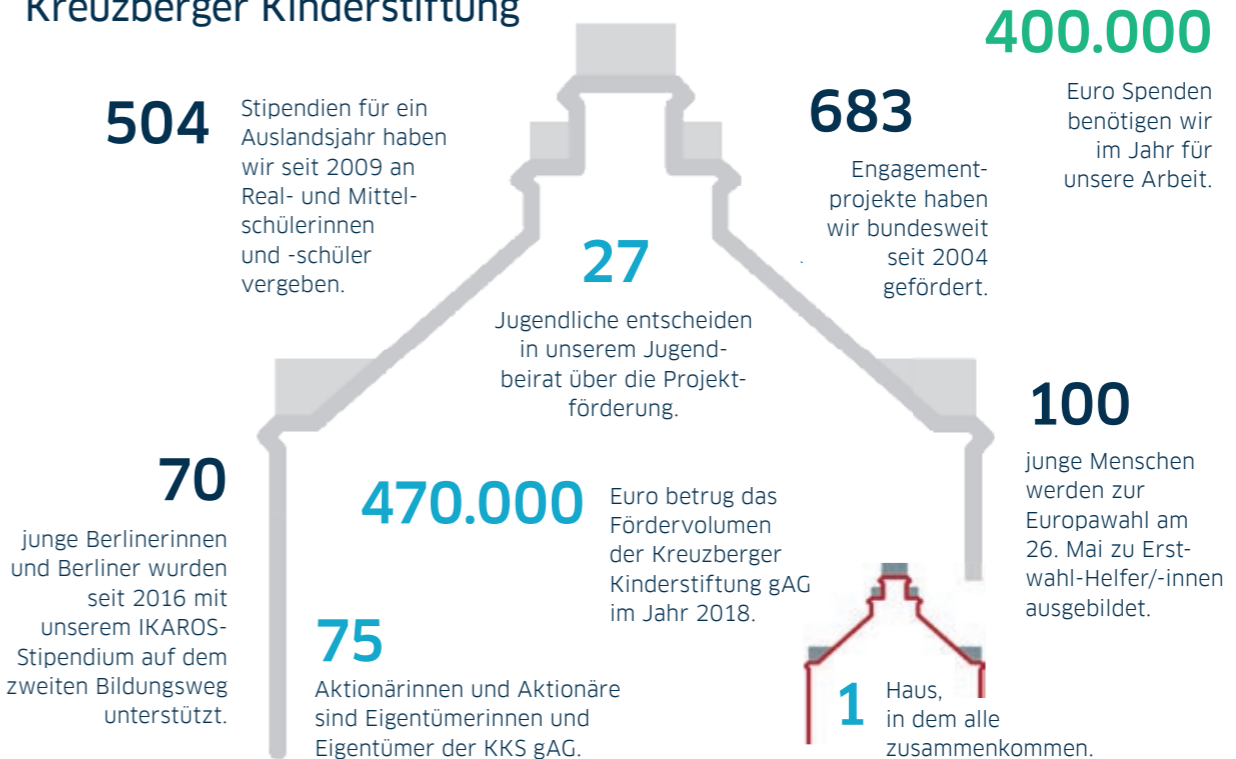 Kreuzberger Kinderstiftung
400.000
Euro Spenden
benötigen wir
im Jahr für
unsere Arbeit.
504
Stipendien für ein
Auslandsjahr haben
wir seit 2009 an
Real- und Mittel-
schülerinnen
und -schüler
vergeben.
683
Engagement-
projekte haben
wir bundesweit
seit 2004
gefördert.
27
Jugendliche entscheiden
in unserem Jugend-
beirat über die Projekt-
förderung.
100
junge Menschen
werden zur
Europawahl am
26. Mai zu Erst-
wahl-Helfer/-innen
ausgebildet.
70
junge Berlinerinnen
und Berliner wurden
seit 2016 mit
unserem IKAROS-
Stipendium auf dem
zweiten Bildungsweg
unterstützt.
470.000
Euro betrug das
Fördervolumen
der Kreuzberger
Kinderstiftung gAG
im Jahr 2018.
75
Aktionärinnen und Aktionäre
sind Eigentümerinnen und
Eigentümer der KKS gAG.
1
Haus,
in dem alle
zusammenkommen.